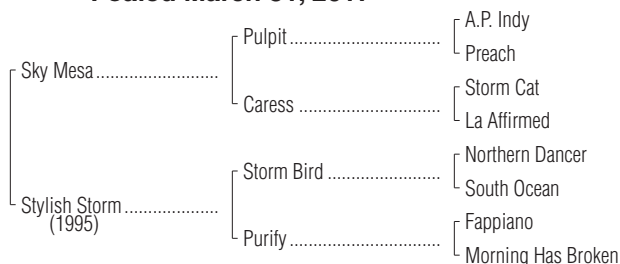 Foaled March 31,
A.P. Indy
Pulpit........................................
Preach
Sky Mesa................................
Storm Cat
Caress .....................................
La Affirmed
Northern Dancer
Storm Bird ..............................
South Ocean
Stylish Storm.........................
(1995)
Fappiano
Purify........................................
Morning Has Broken